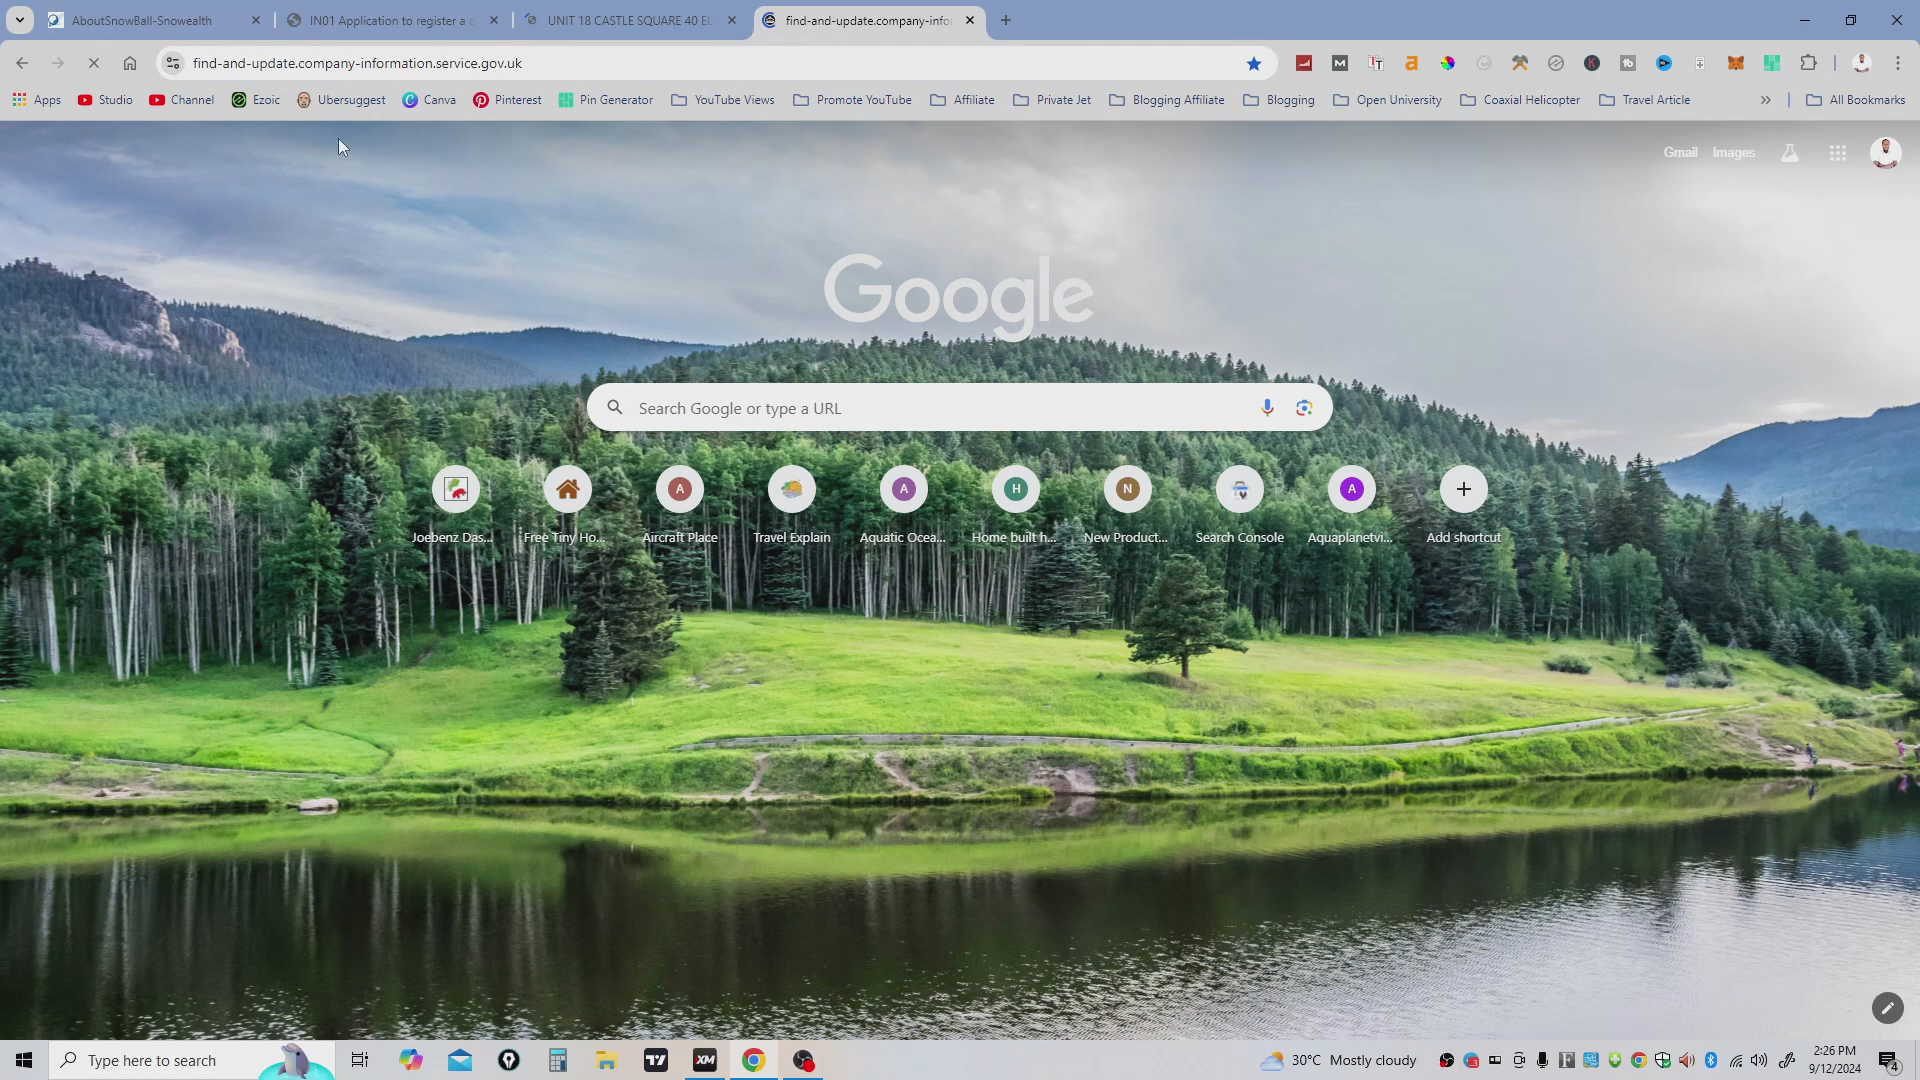 AboutSnowBall-Snowealth
IN01 Application to register a c
UNIT 18 CASTLE SQUARE 40 EL
find-and-update.company-info
find-and-update.company-information.service.gov.uk
Apps
Studio
Channel
Ezoic
Ubersuggest
Canva
Pinterest
Pin Generator
YouTube Views
Promote YouTube
Affiliate
Private Jet
Blogging Affiliate
Blogging
Open University
Coaxial Helicopter
Travel Article
All Bookmarks
Gmail
Images
Google
Search Google or type a URL
Joebenz Das...
Free Tiny Ho...
Aircraft Place
Travel Explain
Aquatic Ocea...
Home built h...
New Product...
Search Console
Aquaplanetvi...
Add shortcut
Type here to search
30°C Mostly cloudy
2:26 PM
9/12/2024